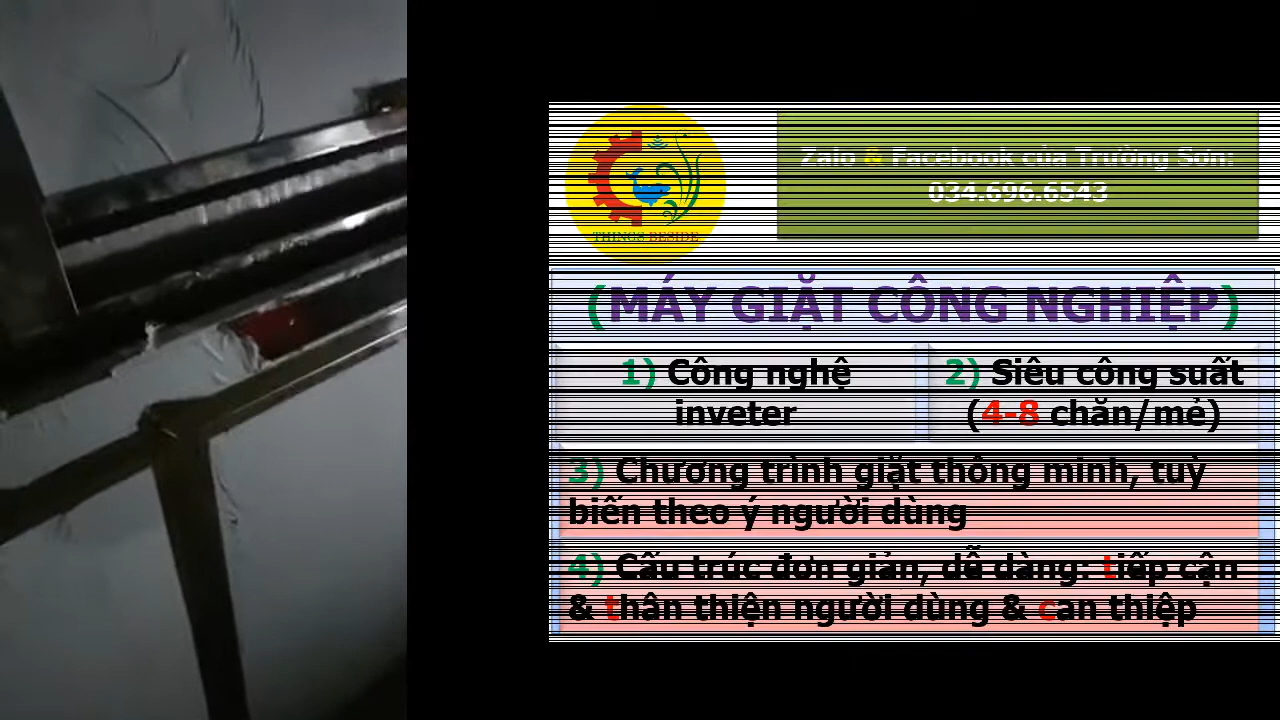 THINGS BESIDE
Zalo & Facebook của Trường Sơn:
034.696.6543
(MÁY GIẶT CÔNG NGHIỆP)
1) Công nghệ
inveter
2) Siêu công suất
(4-8 chăn/mẻ)
3) Chương trình giặt thông minh, tuỳ
biến theo ý người dùng
4) Cấu trúc đơn giản, dễ dàng: tiếp cận
& thân thiện người dùng & can thiệp